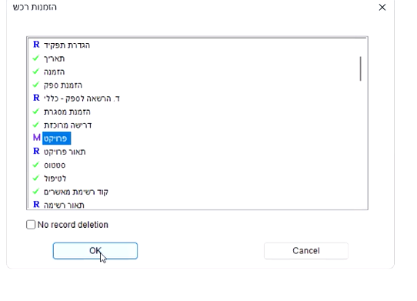 הזמנות רכש
R הגדרת תפקיד
תאריך
הזמנה
הזמנת ספק
R ד. הרשאה לספק - כללי
הזמנת מסגרת
דרישה מרוכזת
M פרויקט
R תאור פרויקט
סטטוס
לטיפול
קוד רשימת מאשרים
R תאור רשימה
No record deletion
OK Cancel